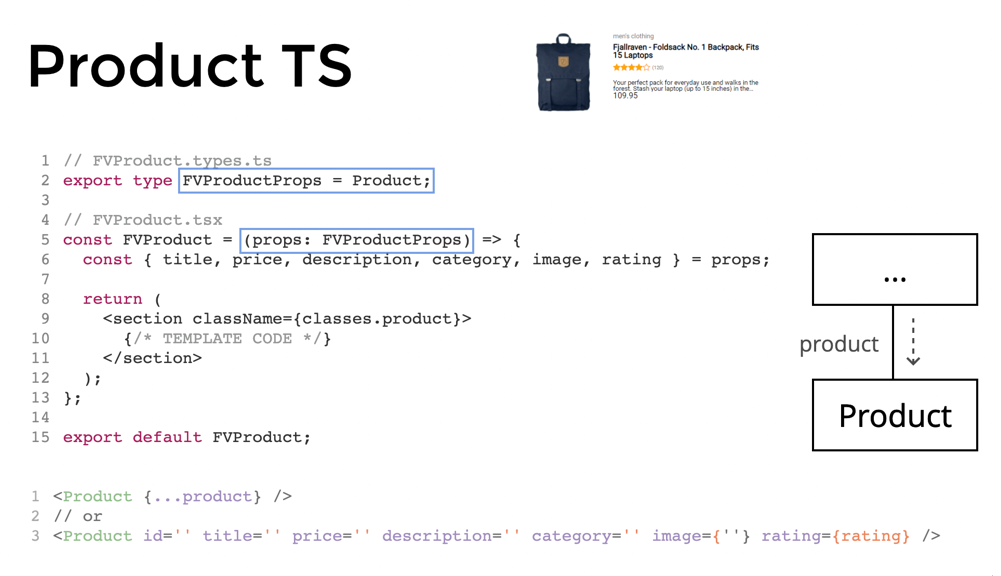 Product TS
men's clothing
Fjallraven - Foldsack No. 1 Backpack, Fits
15 Laptops
(120)
Your perfect pack for everyday use and walks in the
forest. Stash your laptop (up to 15 inches) in the...
109.95
1 // FVProduct.types.ts
2 export type FVProductProps = Product;
3
4 // FVProduct.tsx
5 const FVProduct = (props: FVProductProps) => {
6   const { title, price, description, category, image, rating } = props;
7
8   return (
9     <section className={classes.product}>
10       {/* TEMPLATE CODE */}
11     </section>
12   );
13 };
14
15 export default FVProduct;
...
product
Product
1 <Product {...product} />
2 // or
3 <Product id='' title='' price='' description='' category='' image={''} rating={rating} />